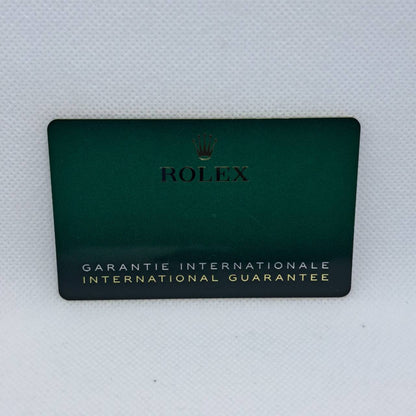 ROLEX
GARANTIE INTERNATIONALE
INTERNATIONAL GUARANTEE